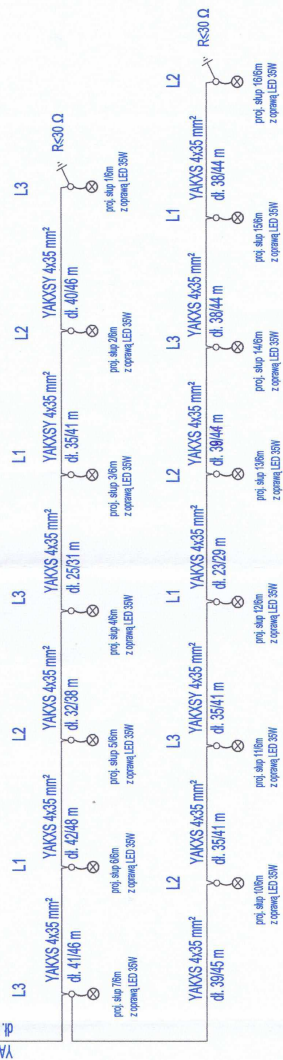 YA
dł.
L3
L1
L2
L3
L1
L2
L3
YAKXS 4x35 mm²
dł. 41/46 m
YAKXS 4x35 mm²
dł. 42/48 m
YAKXS 4x35 mm²
dł. 32/38 m
YAKXS 4x35 mm²
dł. 25/31 m
YAKXSY 4x35 mm²
dł. 35/41 m
YAKXSY 4x35 mm²
dł. 40/46 m
R≤30 Ω
proj. słup 7/6m
z oprawą LED 35W
proj. słup 6/6m
z oprawą LED 35W
proj. słup 5/6m
z oprawą LED 35W
proj. słup 4/6m
z oprawą LED 35W
proj. słup 3/6m
z oprawą LED 35W
proj. słup 2/6m
z oprawą LED 35W
proj. słup 1/6m
z oprawą LED 35W
L2
L3
L1
L2
L3
L1
L2
YAKXS 4x35 mm²
dł. 39/45 m
YAKXS 4x35 mm²
dł. 35/41 m
YAKXSY 4x35 mm²
dł. 35/41 m
YAKXS 4x35 mm²
dł. 23/29 m
YAKXS 4x35 mm²
dł. 39/44 m
YAKXS 4x35 mm²
dł. 38/44 m
YAKXS 4x35 mm²
dł. 38/44 m
R≤30 Ω
proj. słup 10/6m
z oprawą LED 35W
proj. słup 11/6m
z oprawą LED 35W
proj. słup 12/6m
z oprawą LED 35W
proj. słup 13/6m
z oprawą LED 35W
proj. słup 14/6m
z oprawą LED 35W
proj. słup 15/6m
z oprawą LED 35W
proj. słup 16/6m
z oprawą LED 35W